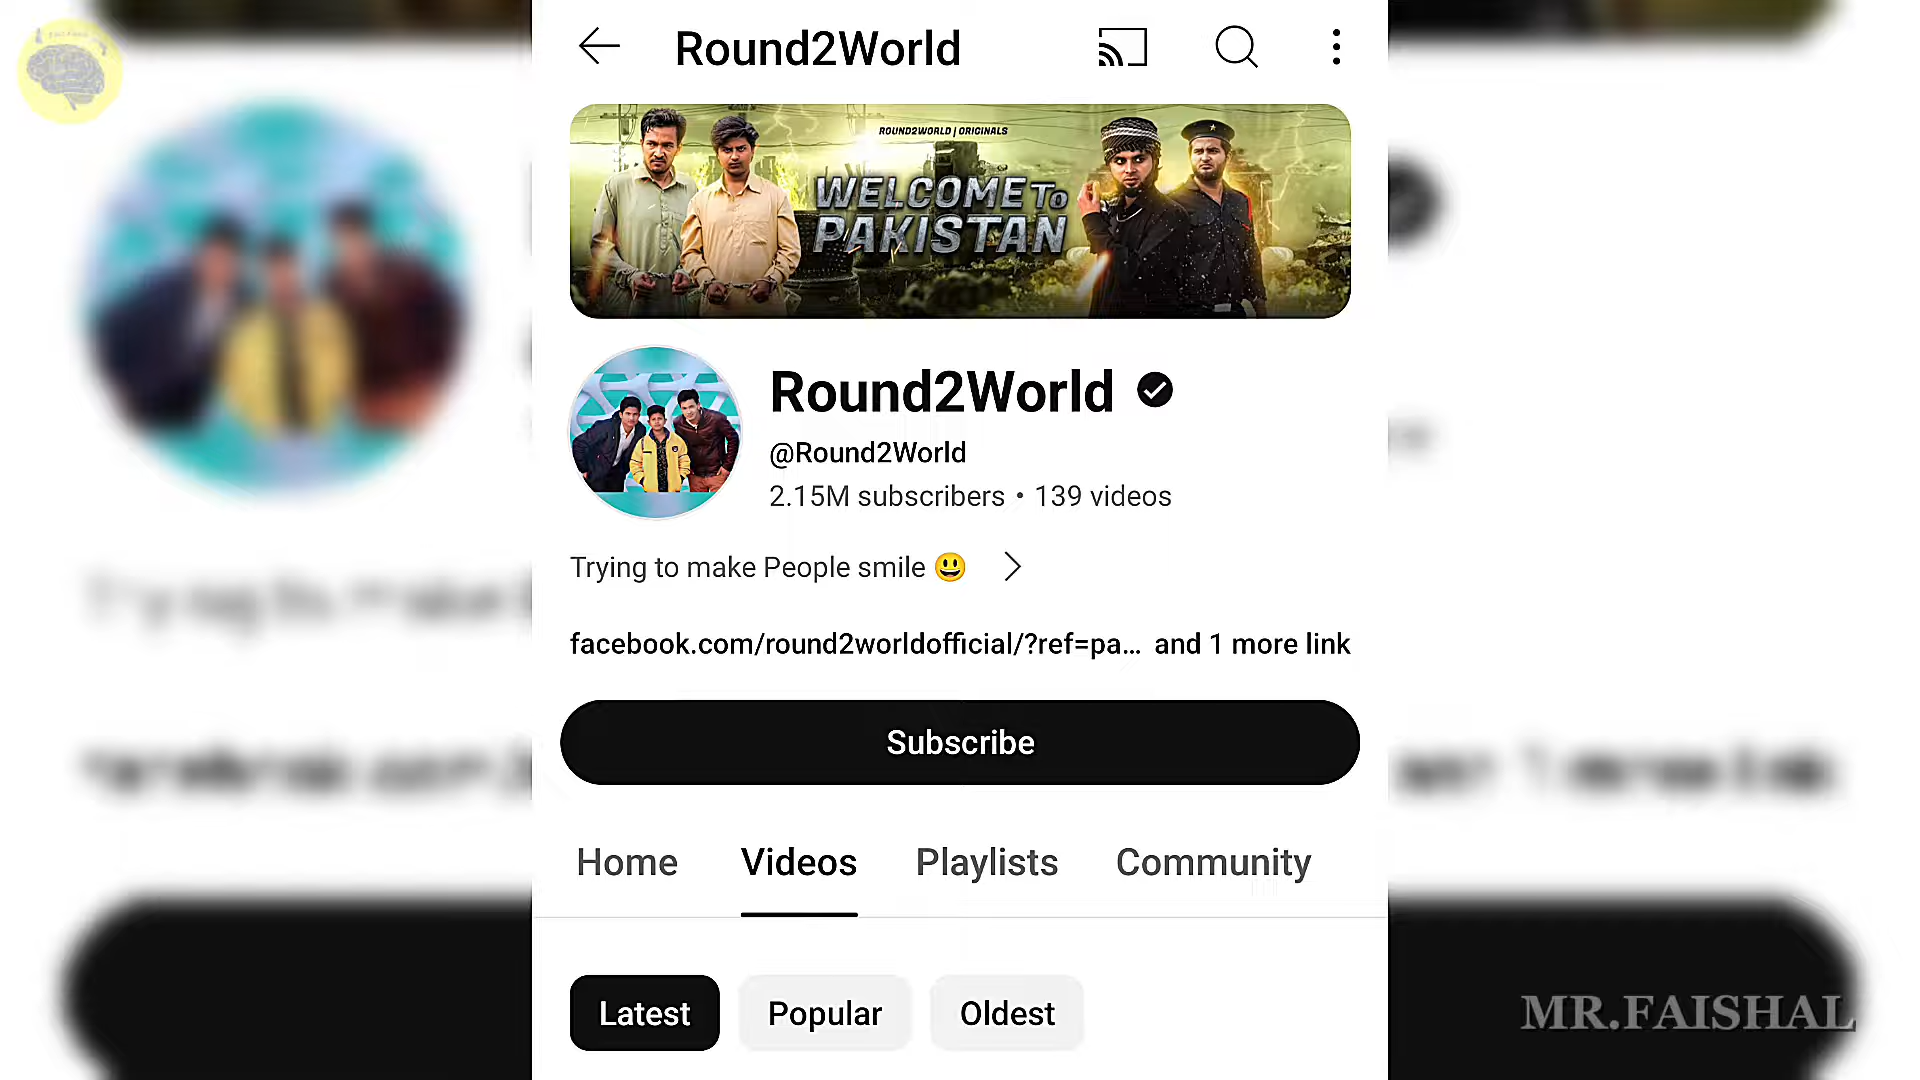 Round2World
ROUND2WORLD | ORIGINALS
WELCOME TO
PAKISTAN
Round2World
@Round2World
2.15M subscribers • 139 videos
Trying to make People smile 😃
facebook.com/round2worldofficial/?ref=pa... and 1 more link
Subscribe
Home Videos Playlists Community
Latest Popular Oldest
MR.FAISHAL